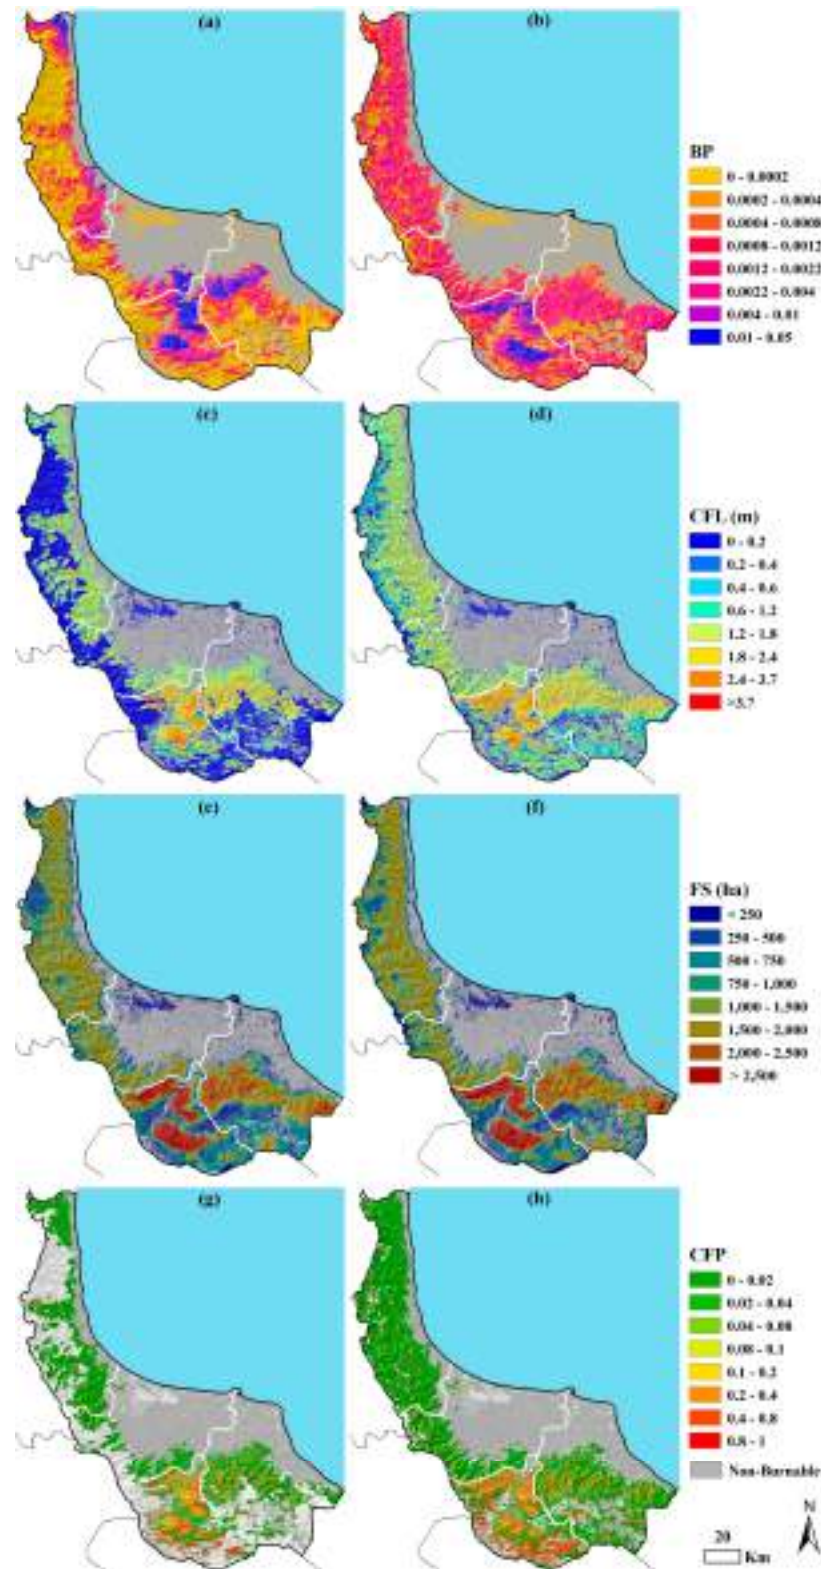 (a)
(b)
BP
0 - 0.0002
0.0002 - 0.0004
0.0004 - 0.0008
0.0008 - 0.0012
0.0012 - 0.0022
0.0022 - 0.004
0.004 - 0.01
0.01 - 0.05
(c)
(d)
CFL (m)
0 - 0.2
0.2 - 0.4
0.4 - 0.6
0.6 - 1.2
1.2 - 1.8
1.8 - 2.4
2.4 - 3.7
>3.7
(e)
(f)
FS (ha)
< 250
250 - 500
500 - 750
750 - 1,000
1,000 - 1,500
1,500 - 2,000
2,000 - 2,500
> 2,500
(g)
(h)
CFP
0 - 0.02
0.02 - 0.04
0.04 - 0.08
0.08 - 0.1
0.1 - 0.2
0.2 - 0.4
0.4 - 0.8
0.8 - 1
Non-Burnable
N
20
Km